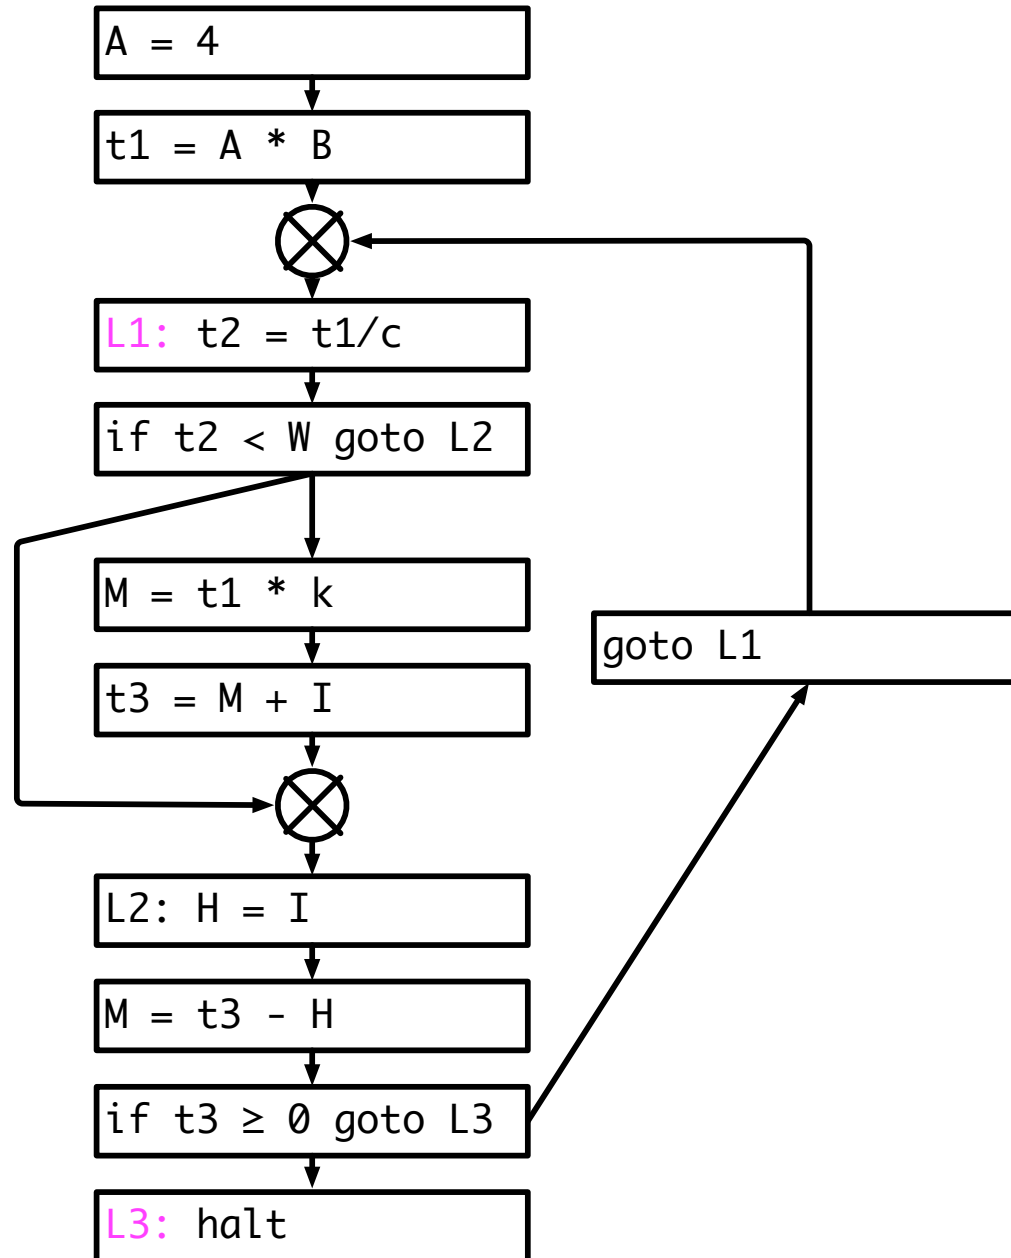 A = 4
t1 = A * B
L1: t2 = t1/c
if t2 < W goto L2
M = t1 * k
goto L1
t3 = M + I
L2: H = I
M = t3 - H
if t3 ≥ 0 goto L3
L3: halt